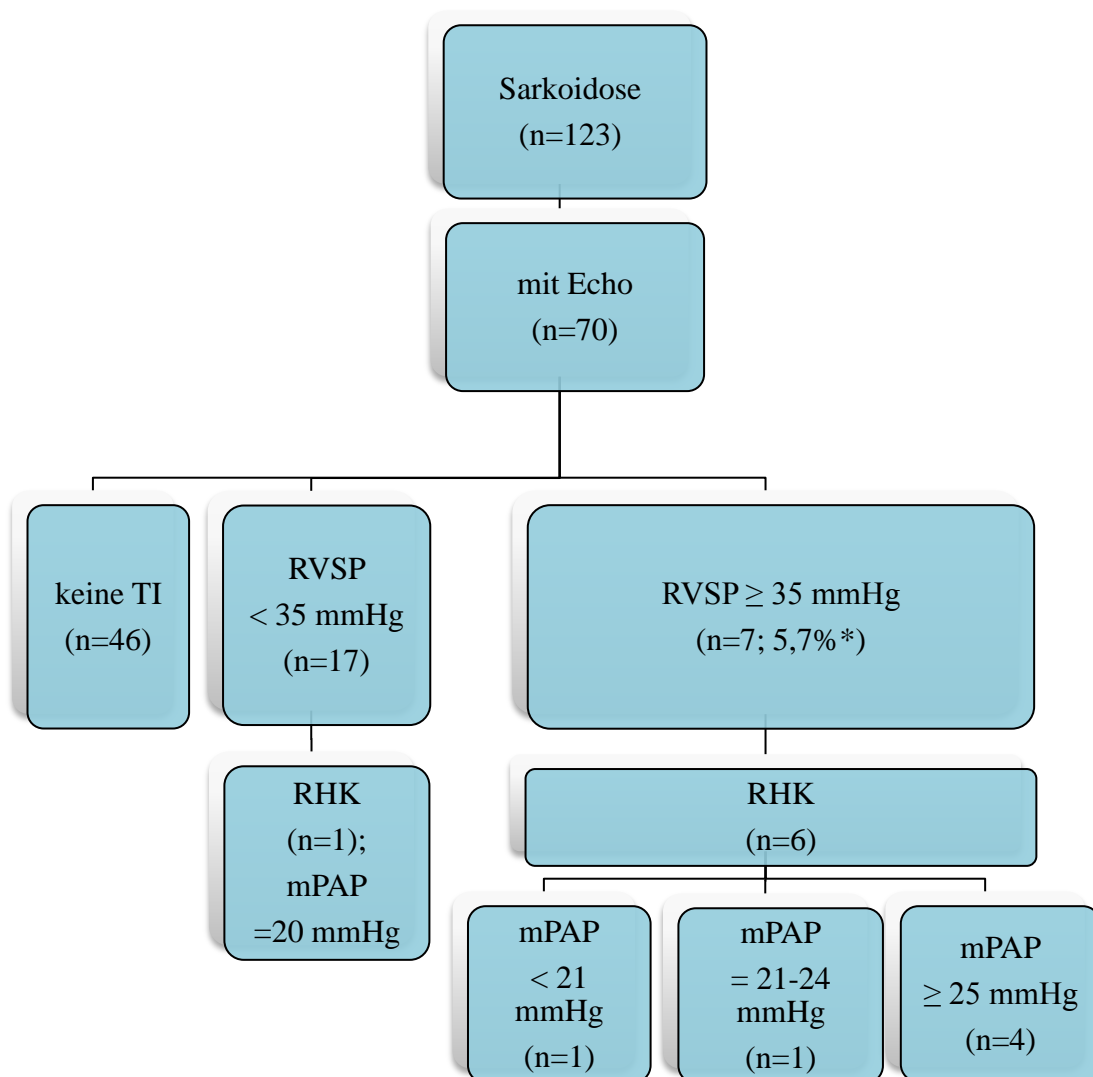 Sarkoidose
(n=123)
mit Echo
(n=70)
keine TI
(n=46)
RVSP
< 35 mmHg
(n=17)
RVSP ≥ 35 mmHg
(n=7; 5,7%*)
RHK
(n=1);
mPAP
=20 mmHg
RHK
(n=6)
mPAP
< 21
mmHg
(n=1)
mPAP
= 21-24
mmHg
(n=1)
mPAP
≥ 25 mmHg
(n=4)